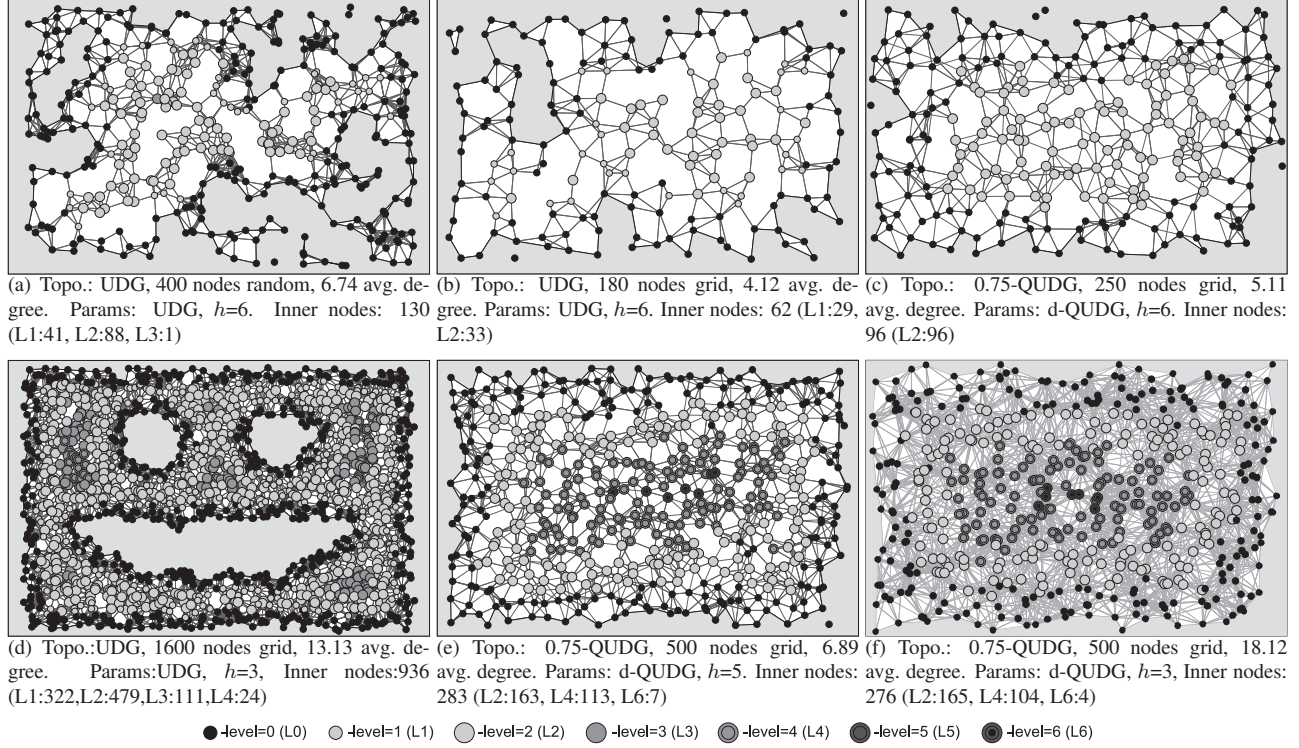 (a) Topo.: UDG, 400 nodes random, 6.74 avg. de-
gree. Params: UDG, h=6. Inner nodes: 130
(L1:41, L2:88, L3:1)
(b) Topo.: UDG, 180 nodes grid, 4.12 avg. de-
gree. Params: UDG, h=6. Inner nodes: 62 (L1:29,
L2:33)
(c) Topo.: 0.75-QUDG, 250 nodes grid, 5.11
avg. degree. Params: d-QUDG, h=6. Inner nodes:
96 (L2:96)
(d) Topo.:UDG, 1600 nodes grid, 13.13 avg. de-
gree. Params:UDG, h=3, Inner nodes:936
(L1:322,L2:479,L3:111,L4:24)
(e) Topo.: 0.75-QUDG, 500 nodes grid, 6.89
avg. degree. Params: d-QUDG, h=5. Inner nodes:
283 (L2:163, L4:113, L6:7)
(f) Topo.: 0.75-QUDG, 500 nodes grid, 18.12
avg. degree. Params: d-QUDG, h=3, Inner nodes:
276 (L2:165, L4:104, L6:4)
-level=0 (L0) -level=1 (L1) -level=2 (L2) -level=3 (L3) -level=4 (L4) -level=5 (L5) -level=6 (L6)